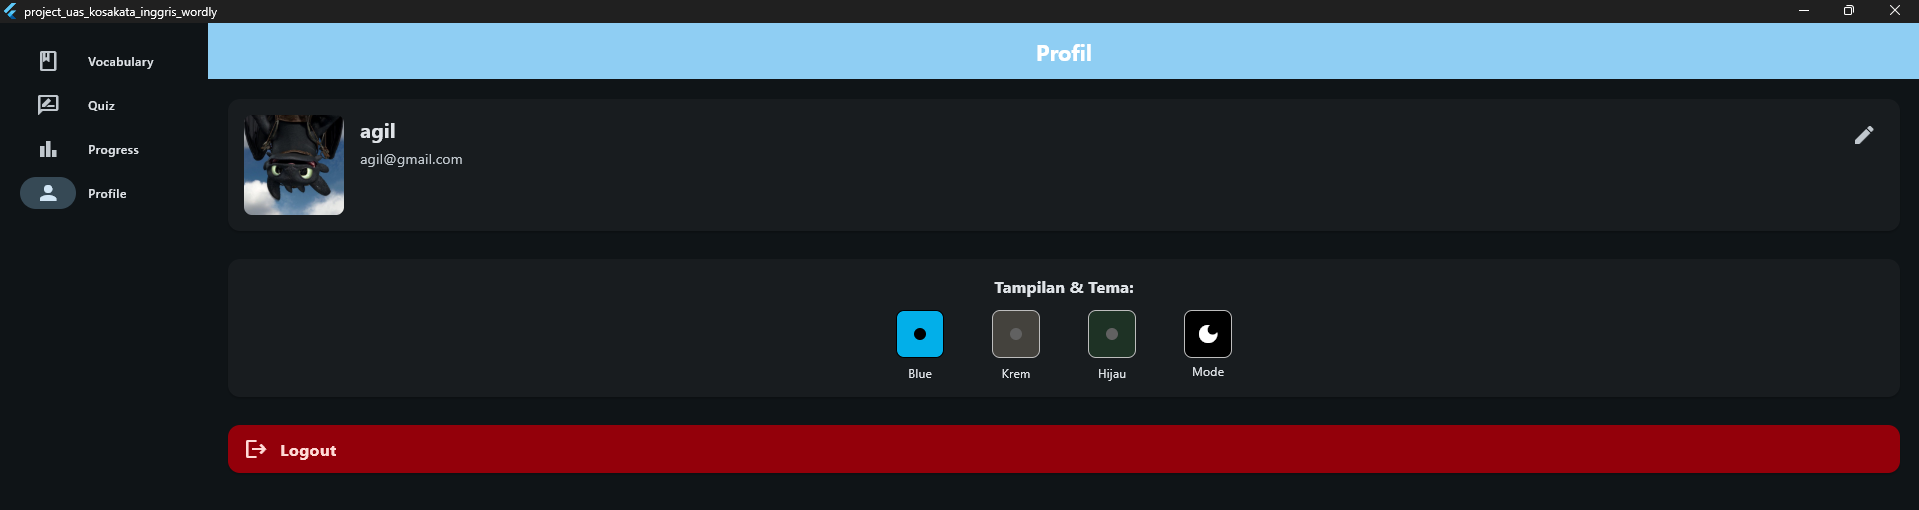 project_uas_kosakata_inggris_wordly
Vocabulary
Quiz
Progress
Profile
Profil
agil
agil@gmail.com
Tampilan & Tema:
Blue
Krem
Hijau
Mode
Logout